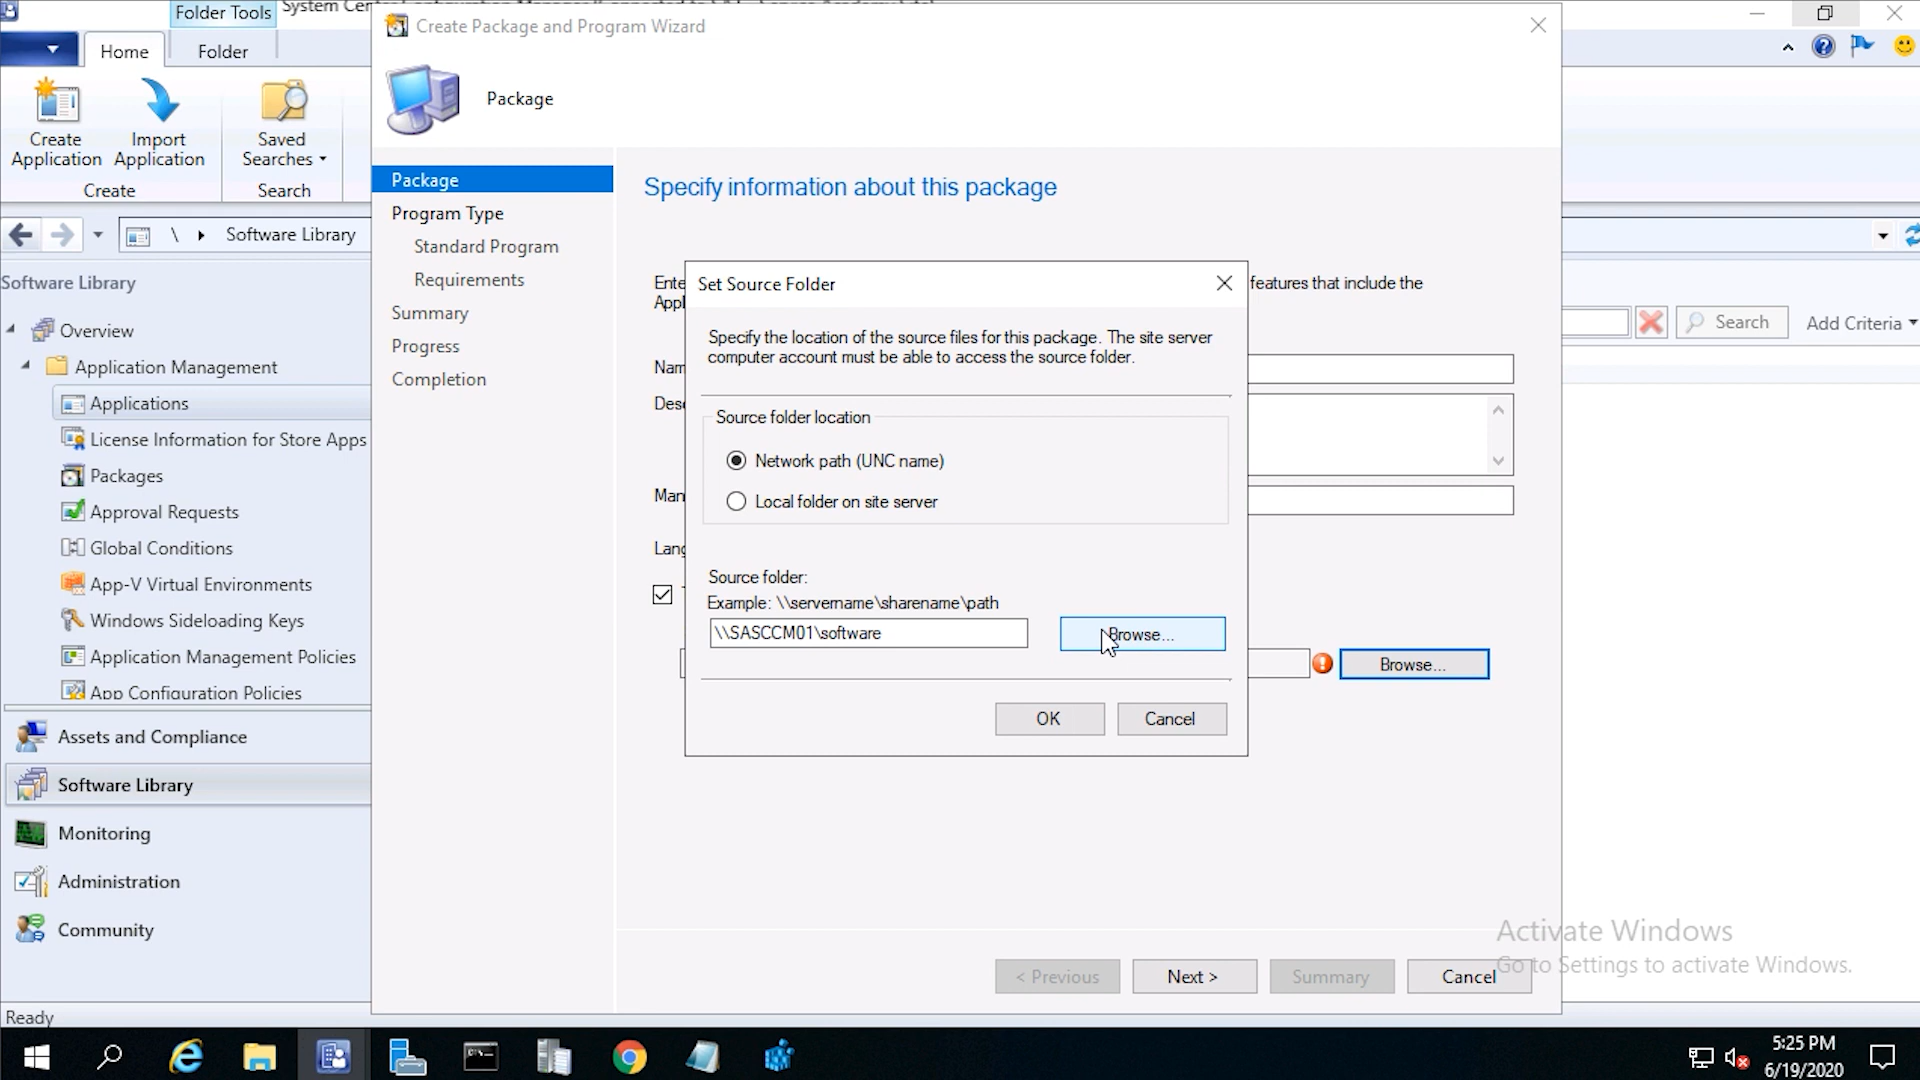 Folder Tools
Create Package and Program Wizard
Home
Folder
Create Application
Import Application
Saved Searches
Create
Search
Package
\ Software Library
Software Library
Overview
Application Management
Applications
License Information for Store Apps
Packages
Approval Requests
Global Conditions
App-V Virtual Environments
Windows Sideloading Keys
Application Management Policies
App Configuration Policies
Assets and Compliance
Software Library
Monitoring
Administration
Community
Ready
Package
Program Type
Standard Program
Requirements
Summary
Progress
Completion
Specify information about this package
features that include the
Search
Add Criteria
Browse...
Set Source Folder
Specify the location of the source files for this package. The site server
computer account must be able to access the source folder.
Source folder location
Network path (UNC name)
Local folder on site server
Source folder:
Example: \\servername\sharename\path
\\SASCCM01\software
Browse...
OK
Cancel
< Previous
Next >
Summary
Cancel
Activate Windows
Go to Settings to activate Windows.
5:25 PM
6/19/2020